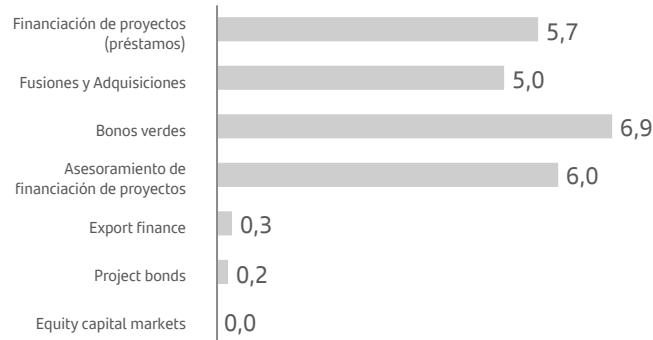 Financiación de proyectos
(préstamos)
5,7
Fusiones y Adquisiciones
5,0
Bonos verdes
6,9
Asesoramiento de
financiación de proyectos
6,0
Export finance
0,3
Project bonds
0,2
Equity capital markets
0,0